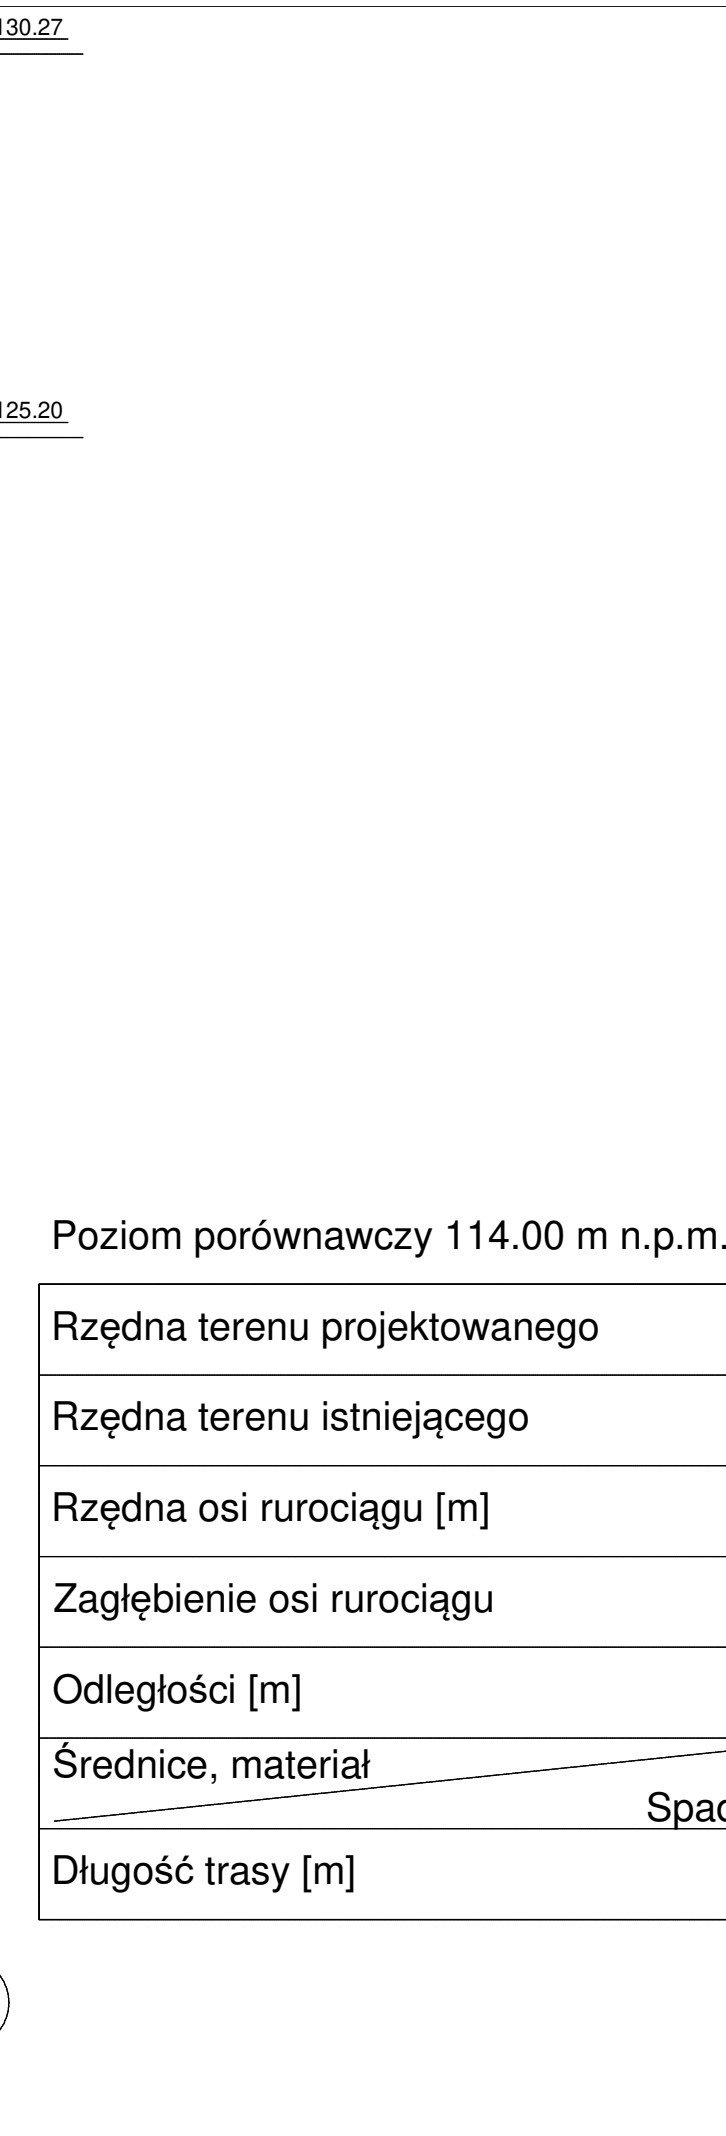 130.27
125.20
Poziom porównawczy 114.00 m n.p.m.
Rzędna terenu projektowanego
Rzędna terenu istniejącego
Rzędna osi rurociągu [m]
Zagłębienie osi rurociągu
Odległości [m]
Średnice, materiał
Spad
Długość trasy [m]